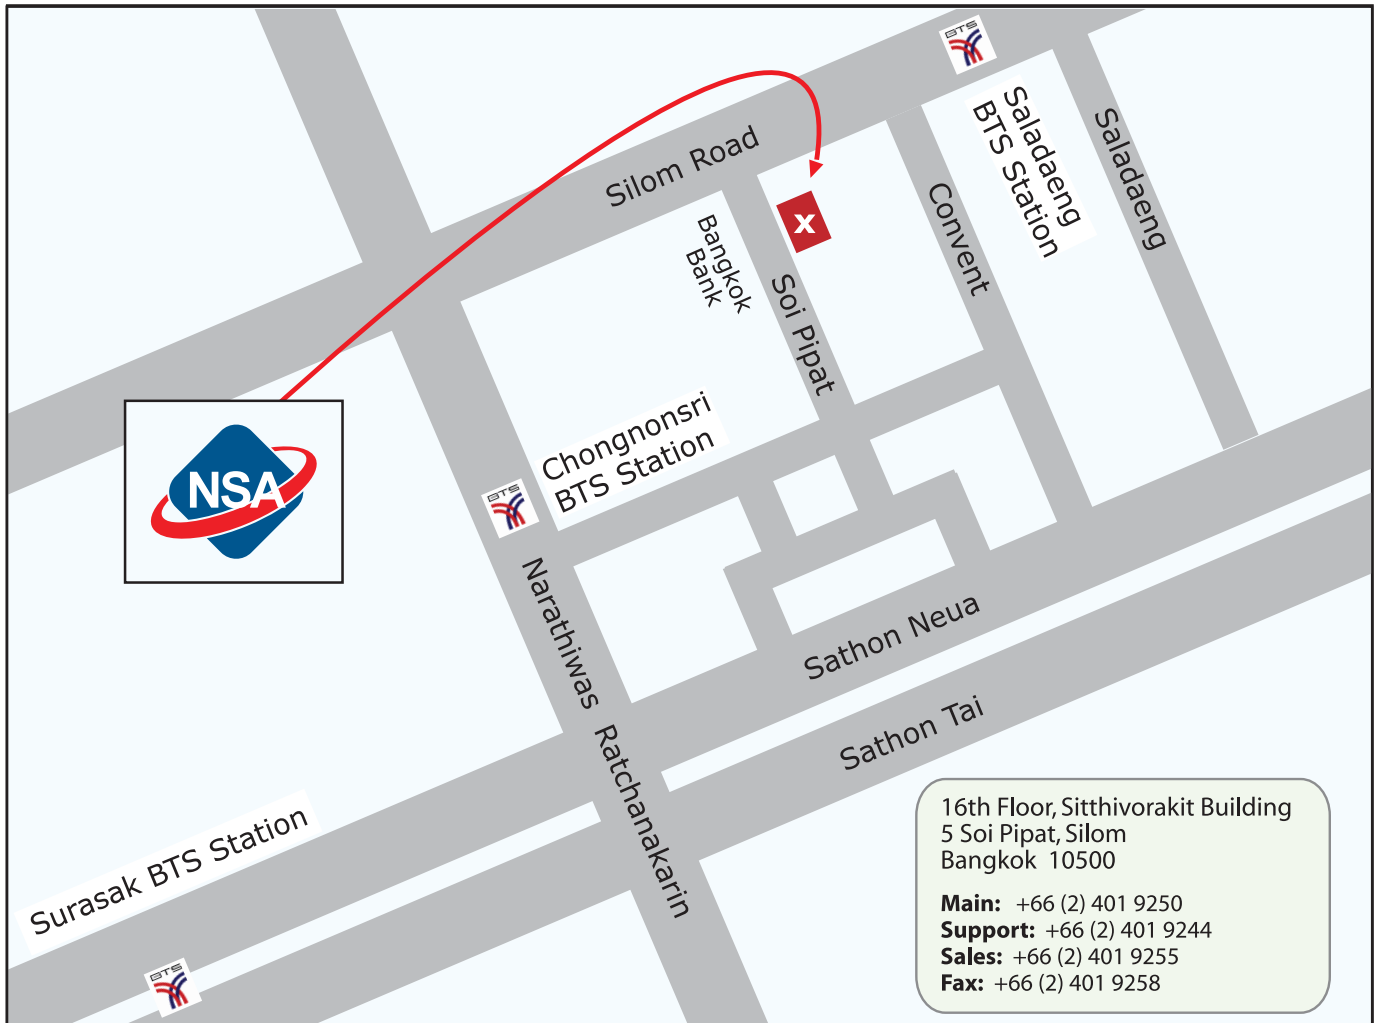 BTS
Saladaeng
BTS Station
Saladaeng
Silom Road
Convent
x
Bangkok
Bank
Soi Pipat
Chongnonsri
BTS Station
NSA
BTS
Narathiwas Ratchanakarin
Sathon Neua
Sathon Tai
Surasak BTS Station
BTS
16th Floor, Sitthivorakit Building
5 Soi Pipat, Silom
Bangkok 10500
Main: +66 (2) 401 9250
Support: +66 (2) 401 9244
Sales: +66 (2) 401 9255
Fax: +66 (2) 401 9258